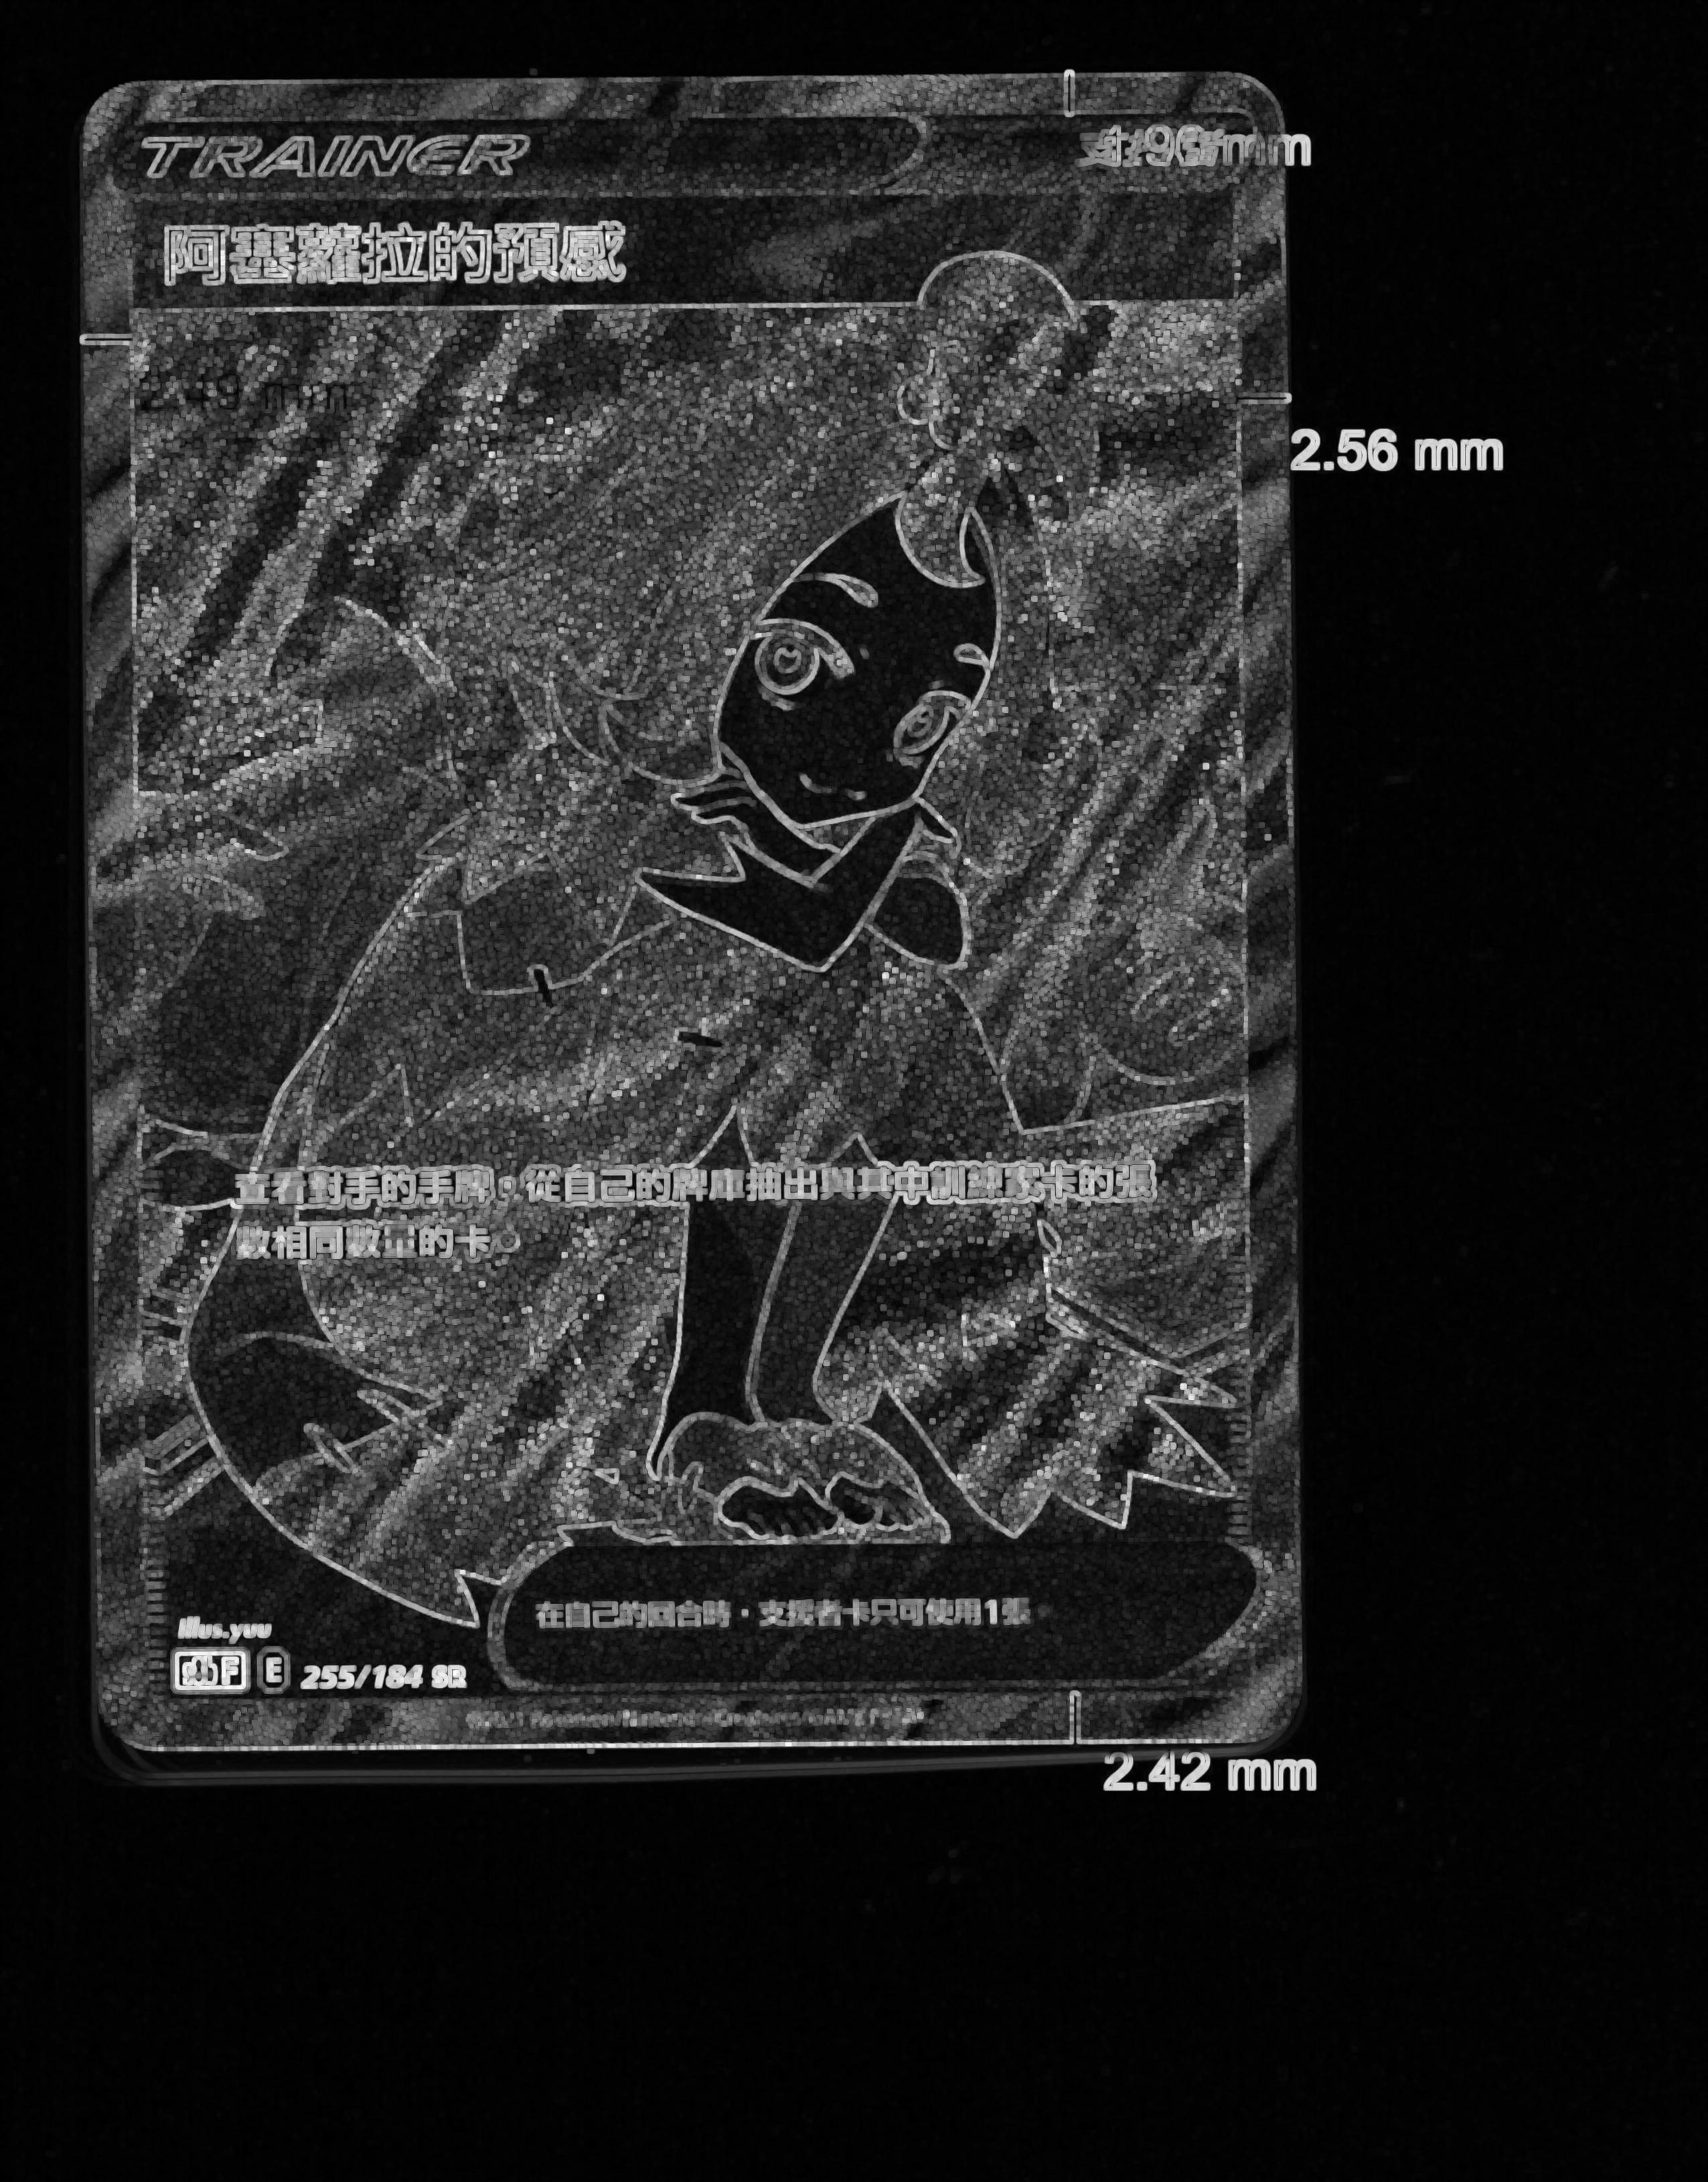 TRAINER
阿塞蘿拉的預感
2.49 mm
2.56 mm
查看對手的手牌。從自己的牌庫抽出與其中訓練家卡的張
數相同數量的卡。
在自己的回合時,支援者卡只可使用1張
illus.yuu
F E 255/184 SR
2.42 mm